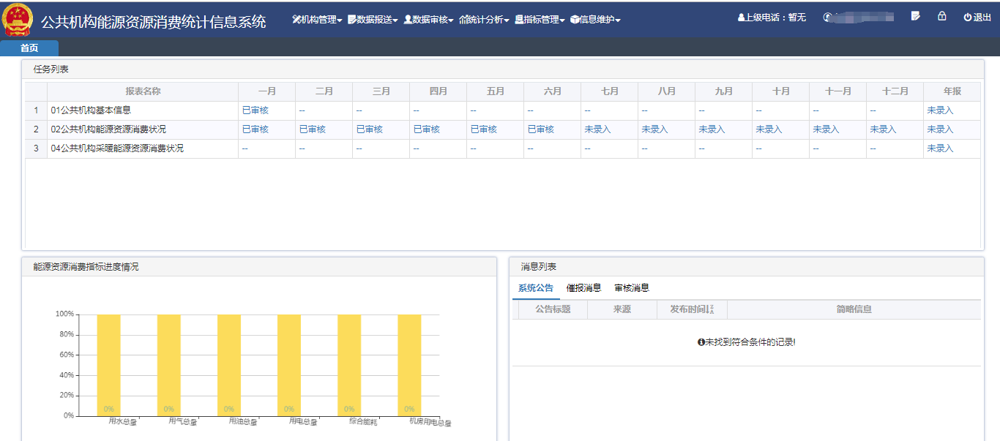 公共机构能源资源消费统计信息系统 机构管理 数据报送 数据审核 统计分析 指标管理 信息维护 上级电话：暂无 退出
首页
任务列表
报表名称 一月 二月 三月 四月 五月 六月 七月 八月 九月 十月 十一月 十二月 年报
1 01公共机构基本信息 已审核 -- -- -- -- -- -- -- -- -- -- -- 未录入
2 02公共机构能源资源消费状况 已审核 已审核 已审核 已审核 已审核 已审核 未录入 未录入 未录入 未录入 未录入 未录入 未录入
3 04公共机构采暖能源资源消费状况 -- -- -- -- -- -- -- -- -- -- -- -- 未录入
能源资源消费指标进度情况
100%
80%
60%
40%
20%
0%
0% 0% 0% 0% 0% 0%
用水总量 用气总量 用油总量 用电总量 综合能耗 机房用电总量
消息列表
系统公告 催报消息 审核消息
公告标题 来源 发布时间 简略信息
未找到符合条件的记录!